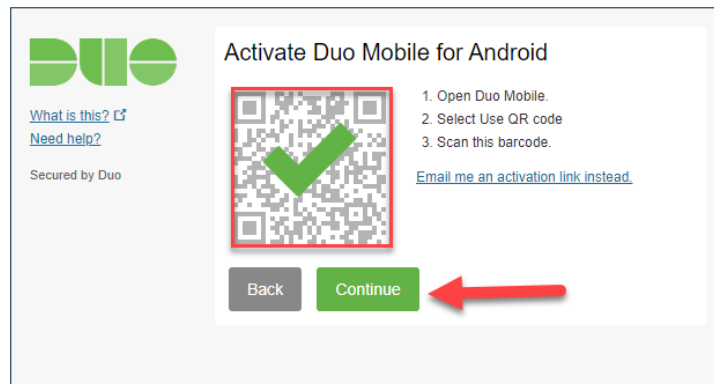 DUO
What is this?
Need help?
Secured by Duo
Activate Duo Mobile for Android
1. Open Duo Mobile.
2. Select Use QR code
3. Scan this barcode.
Email me an activation link instead.
Back
Continue